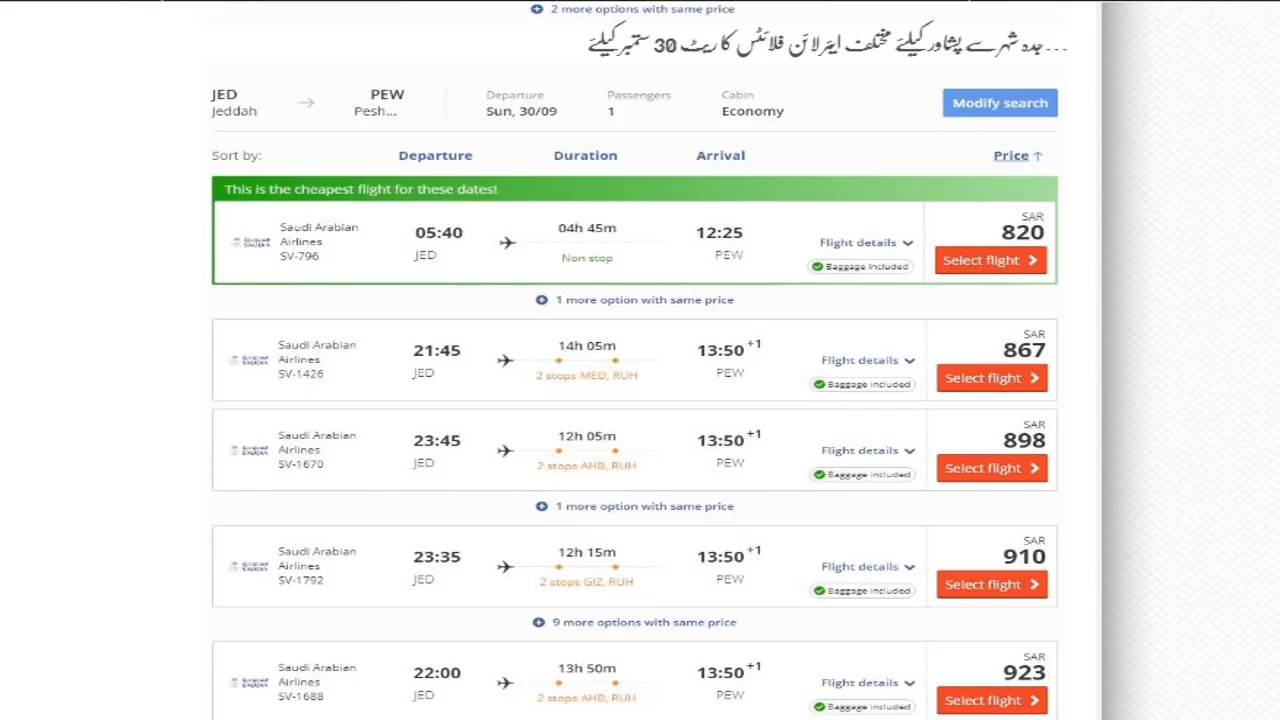 2 more options with same price
جدہ شہر سے پشاور کیلئے مختلف ایئر لائن فلائٹس کا ریٹ 30 ستمبر کیلئے...
JED PEW Departure Passengers Cabin
Jeddah Pesh... Sun, 30/09 1 Economy Modify search
Sort by: Departure Duration Arrival Price ↑
This is the cheapest flight for these dates!
Saudi Arabian Airlines SV-796
05:40 JED
04h 45m Non stop
12:25 PEW
Flight details
Baggage included
SAR 820
Select flight
1 more option with same price
Saudi Arabian Airlines SV-1426
21:45 JED
14h 05m 2 stops MED, RUH
13:50 +1 PEW
Flight details
Baggage included
SAR 867
Select flight
Saudi Arabian Airlines SV-1670
23:45 JED
12h 05m 2 stops AHB, RUH
13:50 +1 PEW
Flight details
Baggage included
SAR 898
Select flight
1 more option with same price
Saudi Arabian Airlines SV-1792
23:35 JED
12h 15m 2 stops GIZ, RUH
13:50 +1 PEW
Flight details
Baggage included
SAR 910
Select flight
9 more options with same price
Saudi Arabian Airlines SV-1688
22:00 JED
13h 50m 2 stops AHB, RUH
13:50 +1 PEW
Flight details
Baggage included
SAR 923
Select flight